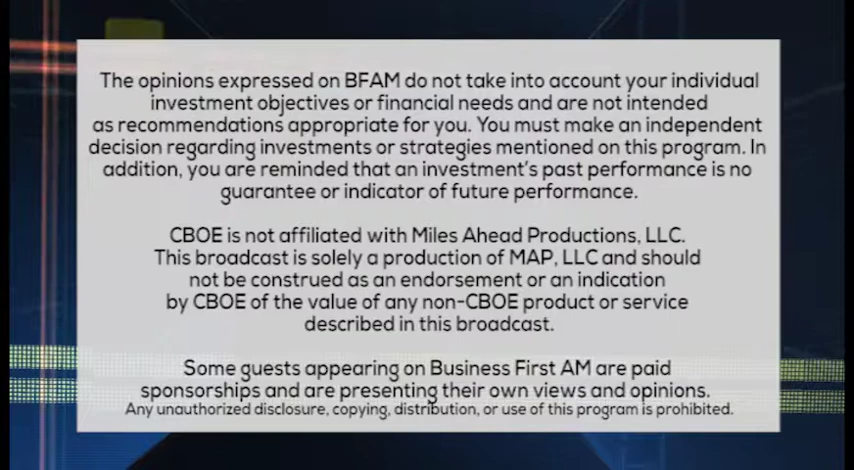 The opinions expressed on BFAM do not take into account your individual
investment objectives or financial needs and are not intended
as recommendations appropriate for you. You must make an independent
decision regarding investments or strategies mentioned on this program. In
addition, you are reminded that an investment's past performance is no
guarantee or indicator of future performance.
CBOE is not affiliated with Miles Ahead Productions, LLC.
This broadcast is solely a production of MAP, LLC and should
not be construed as an endorsement or an indication
by CBOE of the value of any non-CBOE product or service
described in this broadcast.
Some guests appearing on Business First AM are paid
sponsorships and are presenting their own views and opinions.
Any unauthorized disclosure, copying, distribution, or use of this program is prohibited.